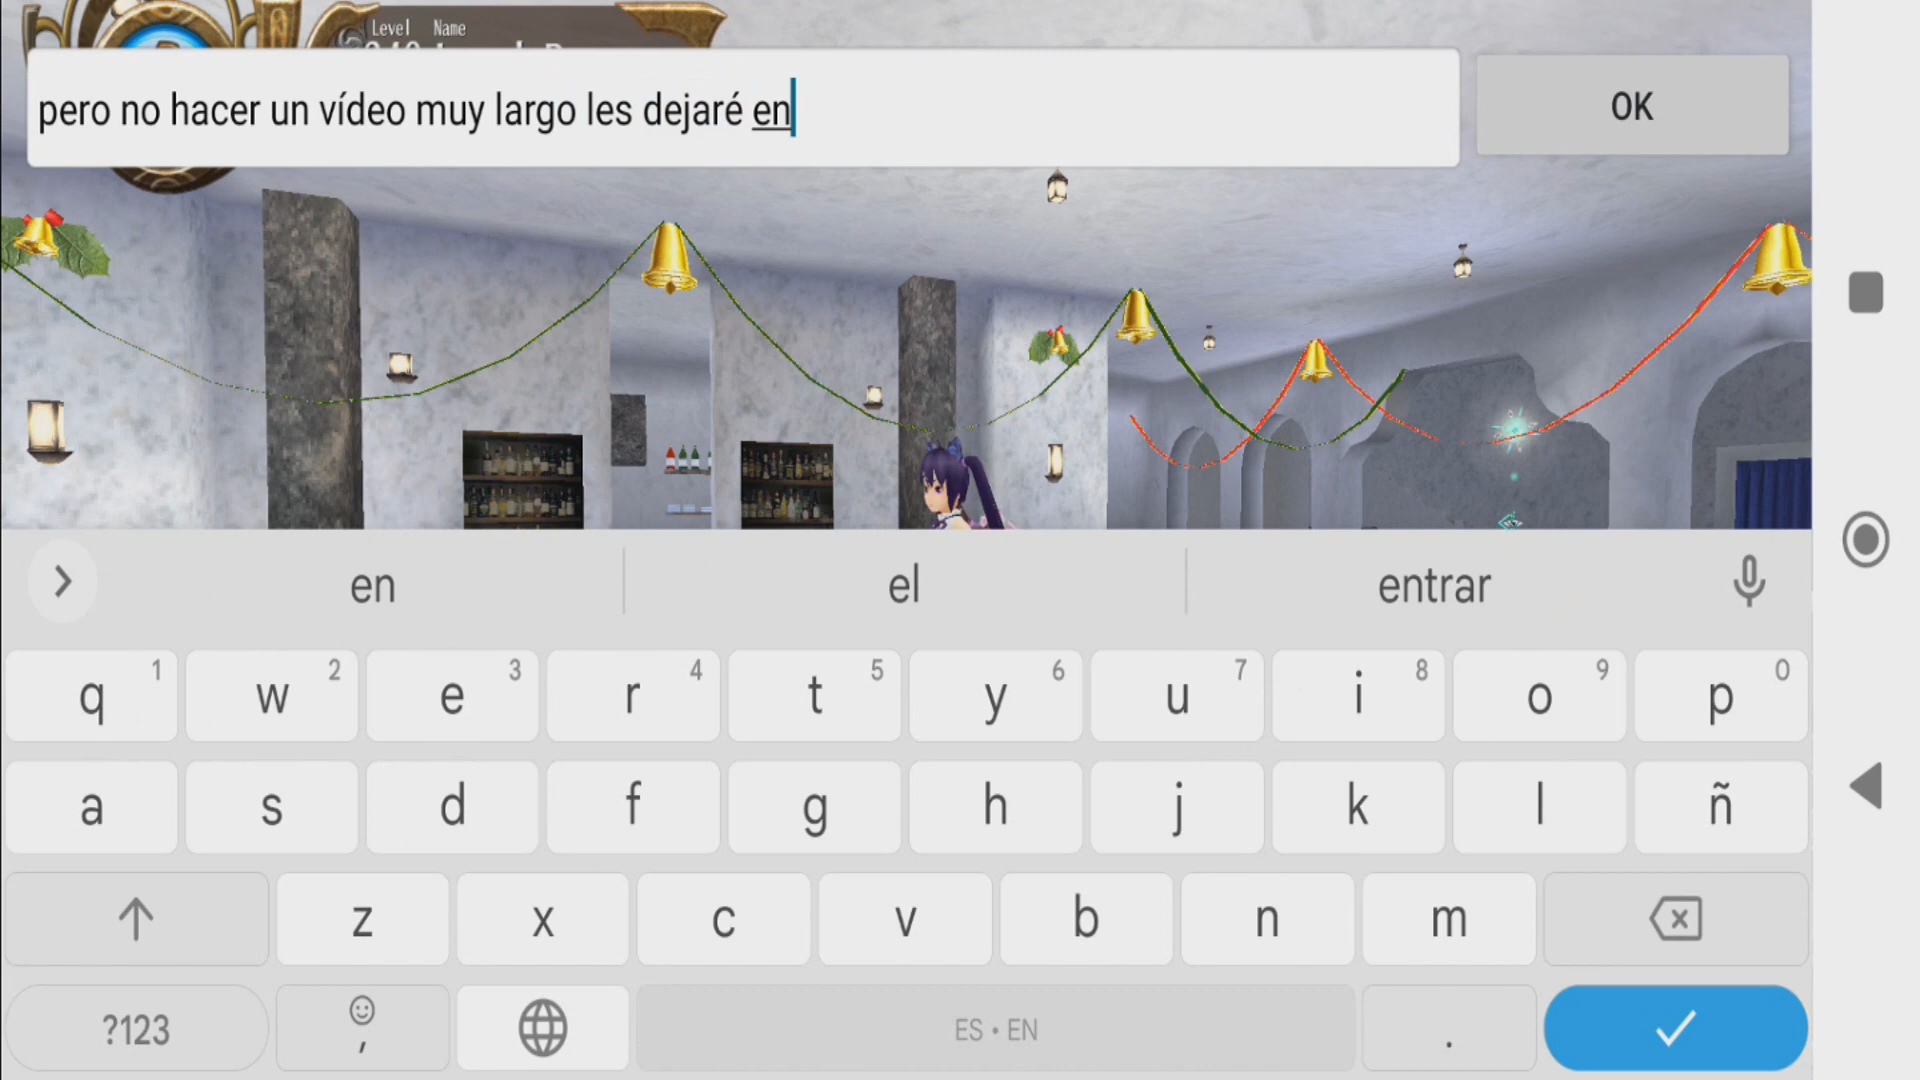 Level Name
pero no hacer un vídeo muy largo les dejaré en
OK
en el entrar
q 1 w 2 e 3 r 4 t 5 y 6 u 7 i 8 o 9 p 0
a s d f g h j k l ñ
z x c v b n m
?123 , ES • EN .